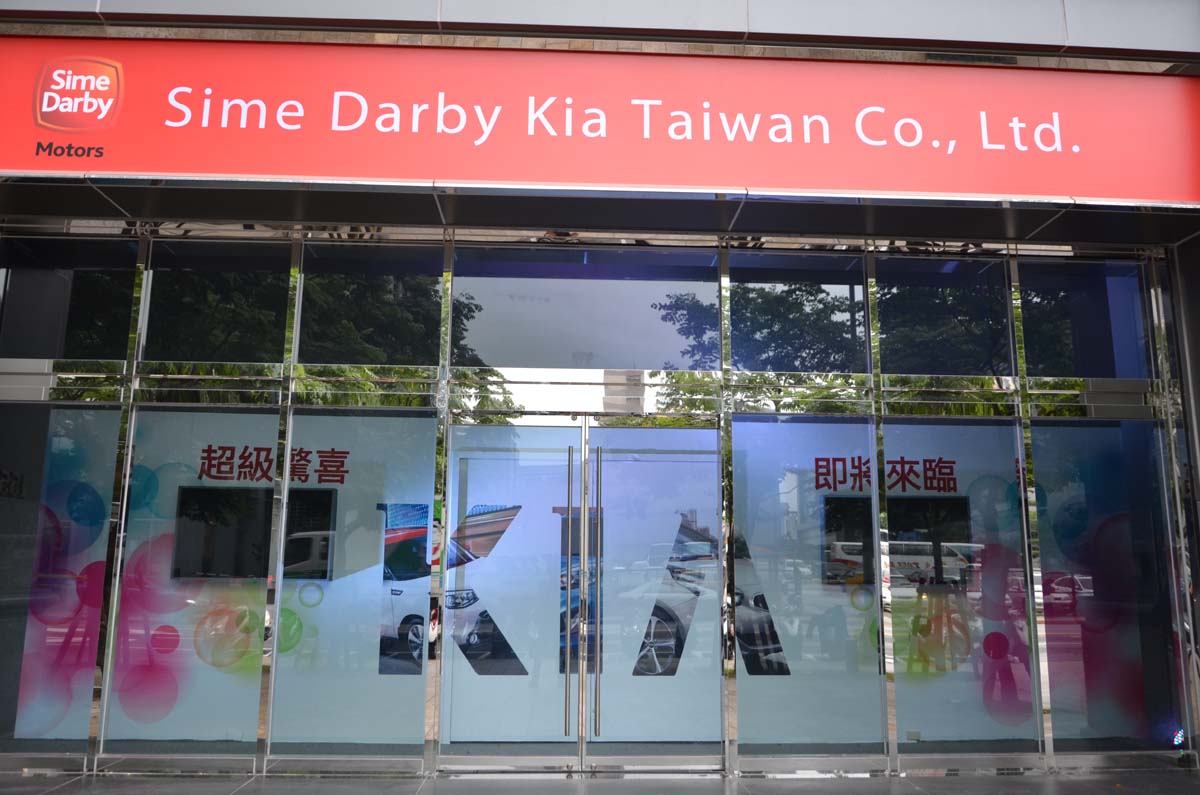 Sime
Darby
Motors
Sime Darby Kia Taiwan Co., Ltd.
超級驚喜
即將來臨
KIA